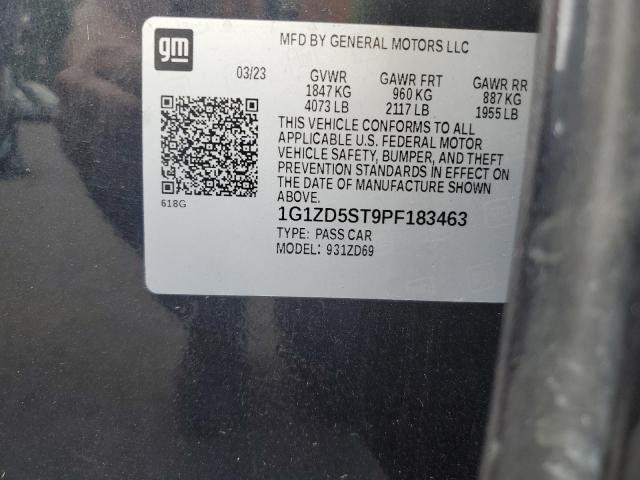 gm
MFD BY GENERAL MOTORS LLC
03/23 GVWR GAWR FRT GAWR RR
1847 KG 960 KG 887 KG
4073 LB 2117 LB 1955 LB
THIS VEHICLE CONFORMS TO ALL
APPLICABLE U.S. FEDERAL MOTOR
VEHICLE SAFETY, BUMPER, AND THEFT
PREVENTION STANDARDS IN EFFECT ON
THE DATE OF MANUFACTURE SHOWN
ABOVE.
618G
1G1ZD5ST9PF183463
TYPE: PASS CAR
MODEL: 931ZD69